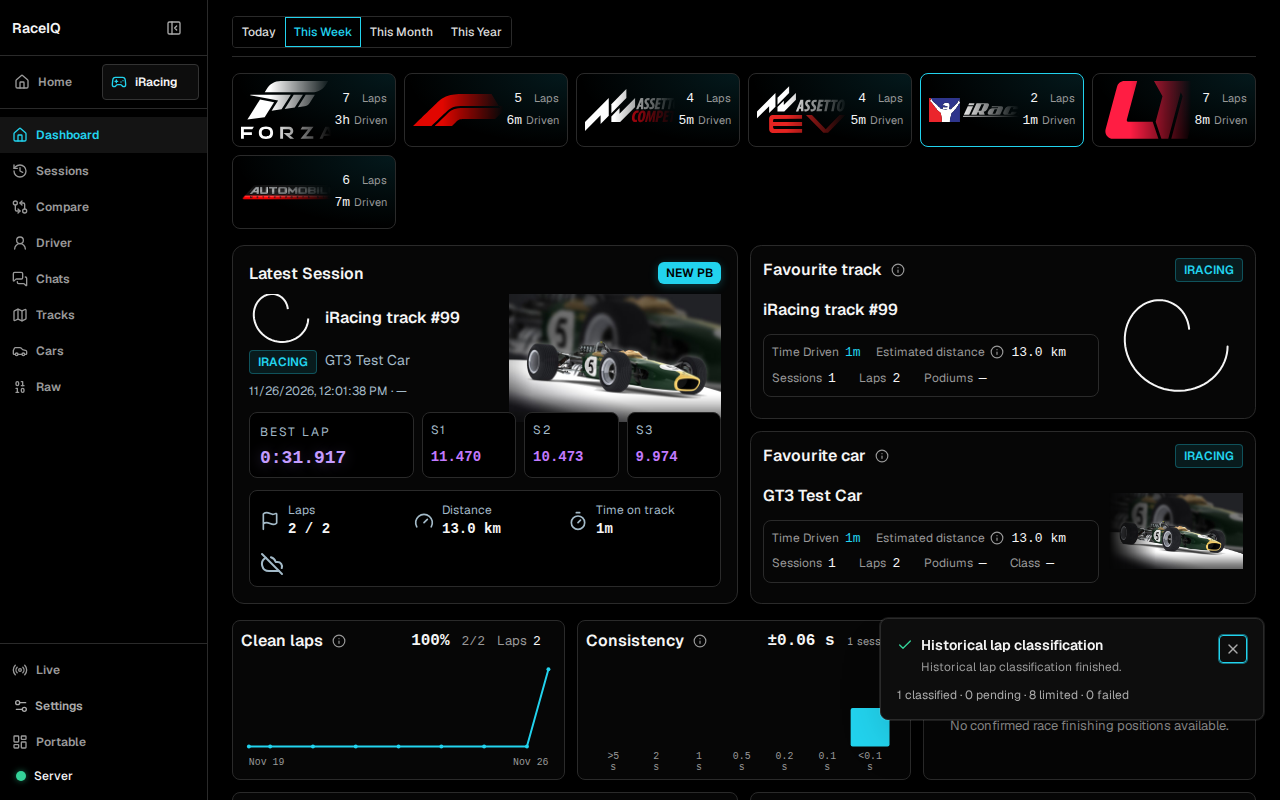 RaceIQ
Today
This Week
This Month
This Year
Home
iRacing
Dashboard
Sessions
Compare
Driver
Chats
Tracks
Cars
Raw
Live
Settings
Portable
Server
FORZA
7 Laps
3h Driven
5 Laps
6m Driven
ASSETT
COMPE
4 Laps
5m Driven
ASSETTO
EV
4 Laps
5m Driven
iRac
2 Laps
1m Driven
7 Laps
8m Driven
AUTOMOBIL
6 Laps
7m Driven
Latest Session
NEW PB
iRacing track #99
IRACING
GT3 Test Car
11/26/2026, 12:01:38 PM · —
BEST LAP
0:31.917
S1
11.470
S2
10.473
S3
9.974
Laps
2 / 2
Distance
13.0 km
Time on track
1m
Favourite track
IRACING
iRacing track #99
Time Driven 1m Estimated distance 13.0 km
Sessions 1 Laps 2 Podiums —
Favourite car
IRACING
GT3 Test Car
Time Driven 1m Estimated distance 13.0 km
Sessions 1 Laps 2 Podiums — Class —
Clean laps
100% 2/2 Laps 2
Nov 19
Nov 26
Consistency
±0.06 s 1 sess
>5 s
2 s
1 s
0.5 s
0.2 s
0.1 s
<0.1 s
Historical lap classification
Historical lap classification finished.
1 classified · 0 pending · 8 limited · 0 failed
No confirmed race finishing positions available.